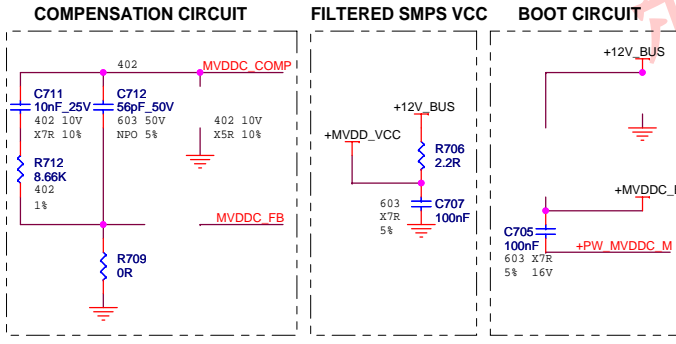 COMPENSATION CIRCUIT
FILTERED SMPS VCC
BOOT CIRCUIT
402
MVDDC_COMP
C711
10nF_25V
402 10V
X7R 10%
C712
56pF_50V
603 50V
NPO 5%
402 10V
X5R 10%
R712
8.66K
402
1%
MVDDC_FB
R709
0R
+12V_BUS
+MVDD_VCC
R706
2.2R
603
X7R
5%
C707
100nF
+12V_BUS
C705
100nF
603 X7R
5% 16V
+PW_MVDDC_M